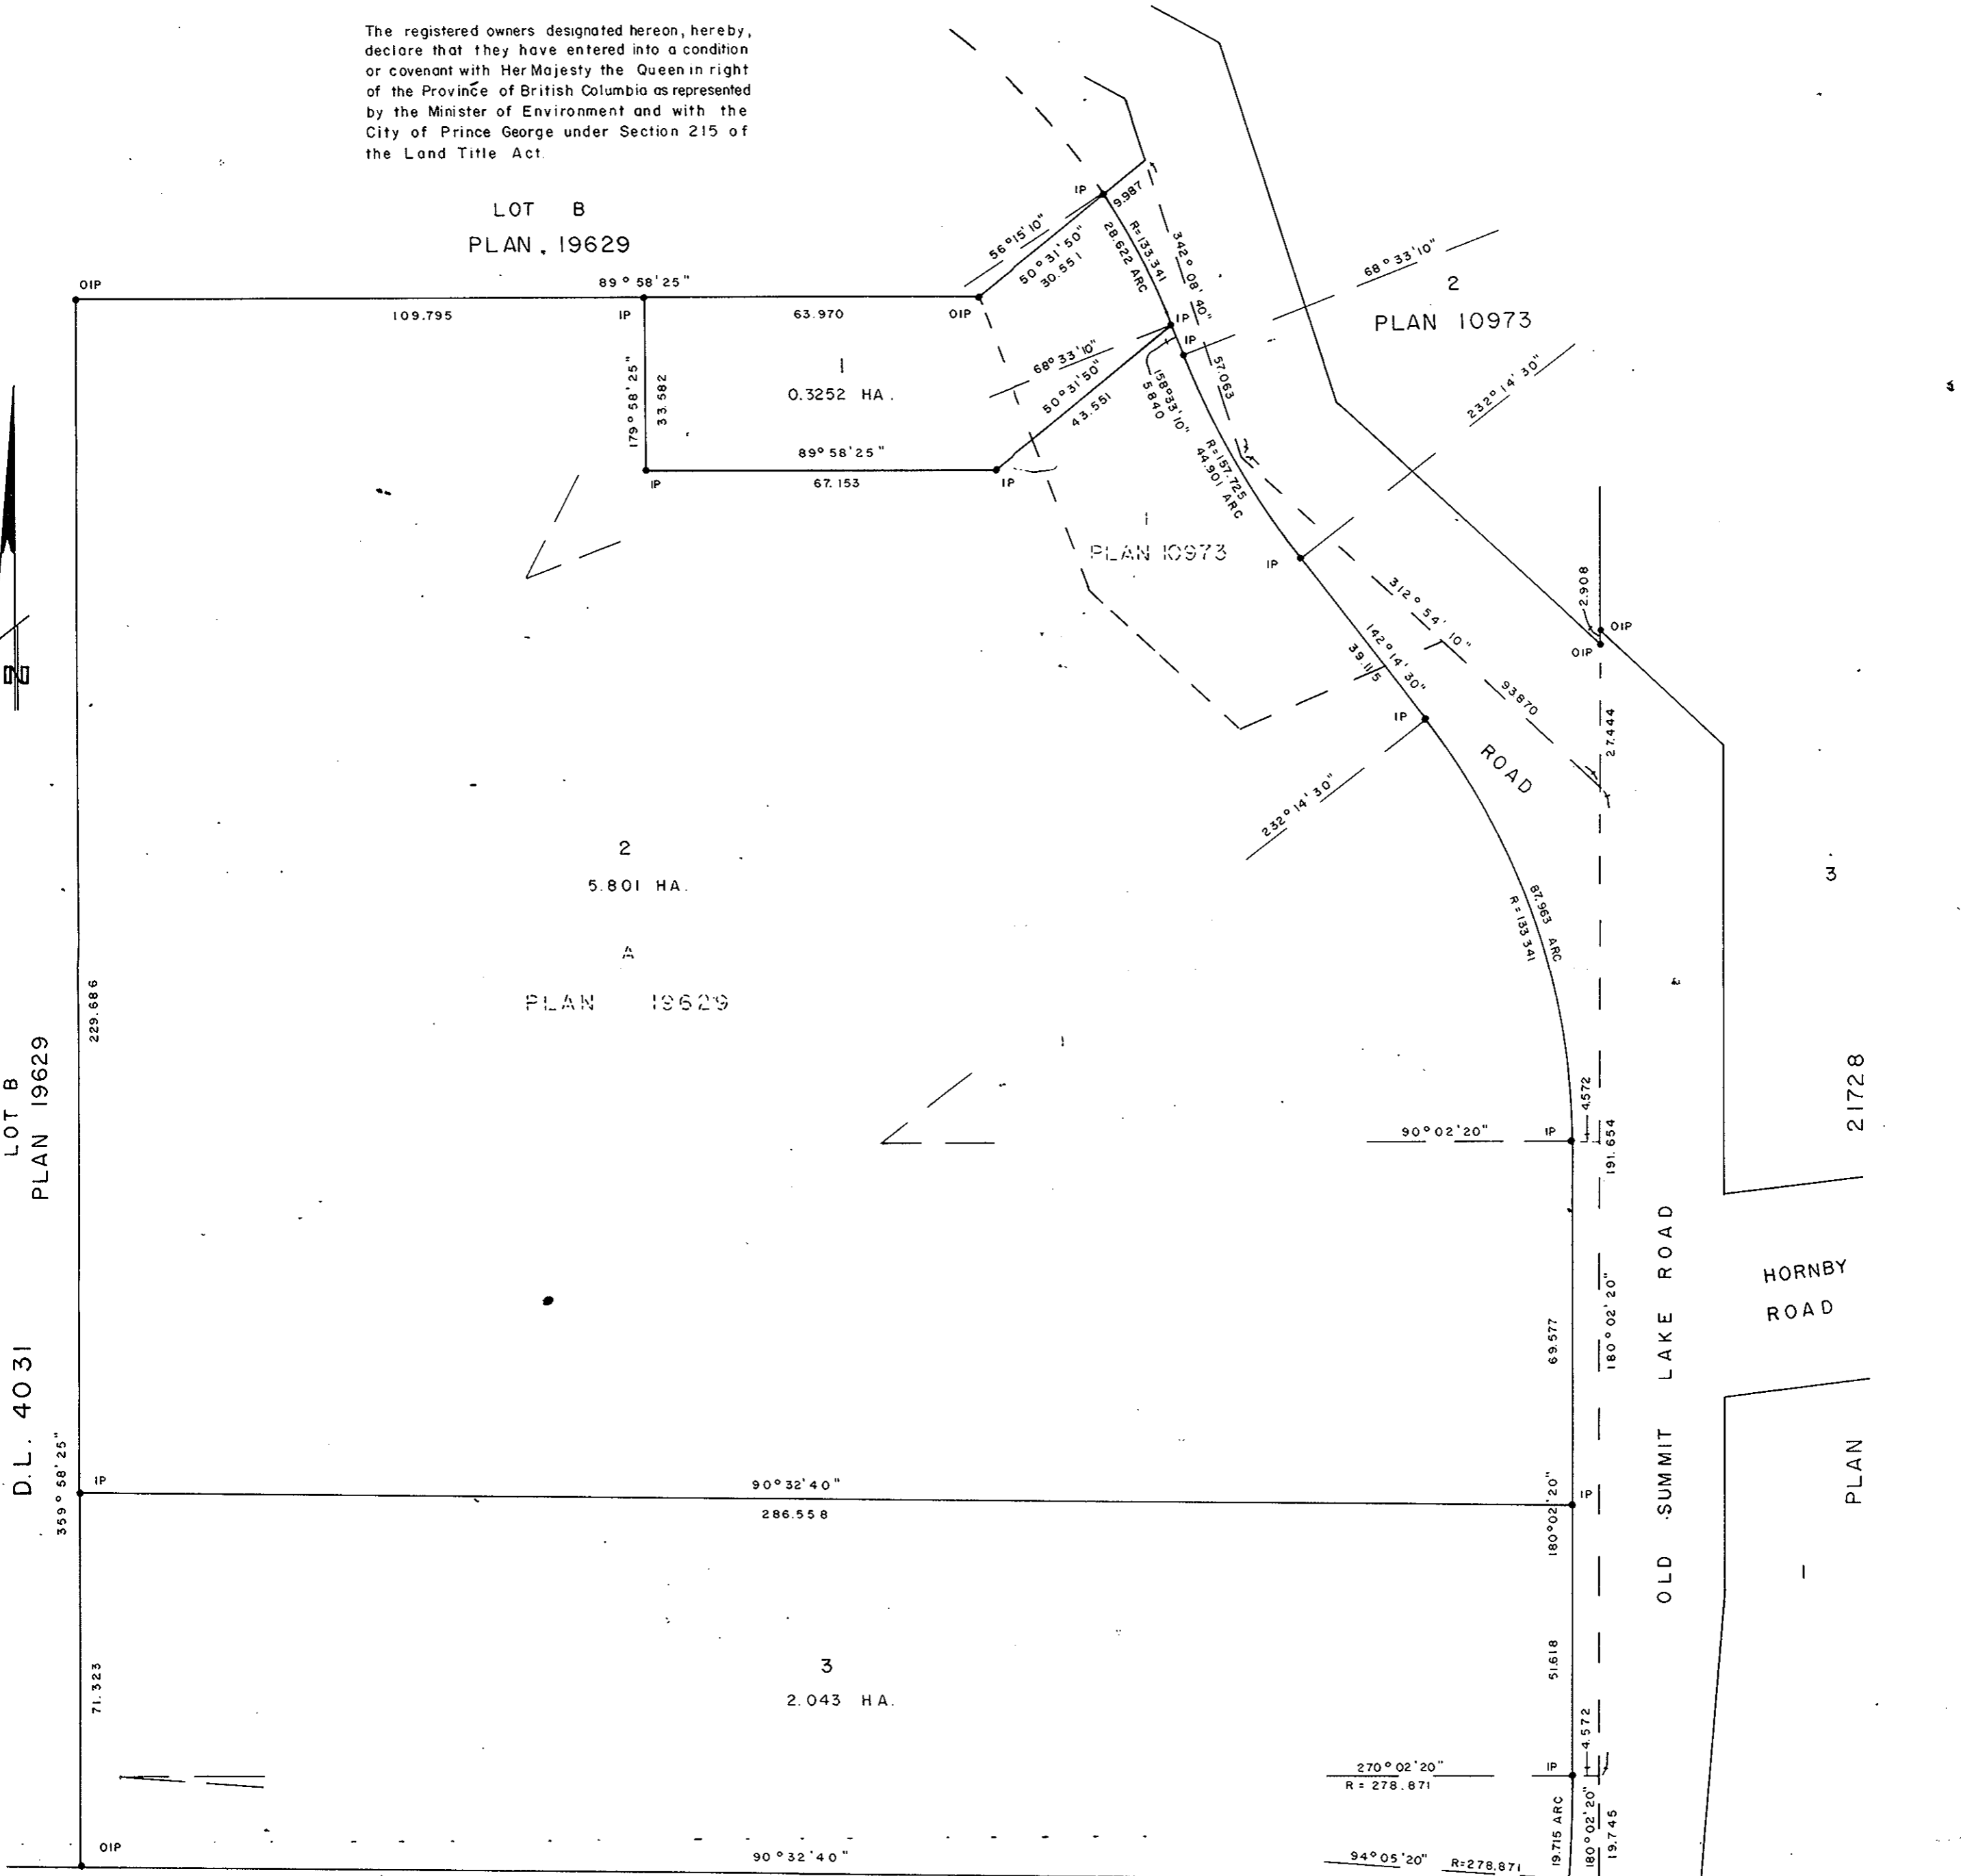 The registered owners designated hereon, hereby,
declare that they have entered into a condition
or covenant with Her Majesty the Queen in right
of the Province of British Columbia as represented
by the Minister of Environment and with the
City of Prince George under Section 215 of
the Land Title Act.
LOT B
PLAN. 19629
OIP
89°58'25"
109.795
IP
63.970
OIP
179°58'25"
33.582
1
0.3252 HA.
89°58'25"
IP
67.153
IP
56°15'10"
50°31'50"
30.551
IP
9.987
R=133.341
28.622 ARC
342°08'40"
57.063
68°33'10"
50°31'50"
43.551
IP
IP
158°33'10"
5.840
R=157.725
44.901 ARC
68°33'10"
2
PLAN 10973
232°14'30"
1
PLAN 10973
IP
312°54'10"
93.870
142°14'30"
39.115
IP
232°14'30"
ROAD
2.908
OIP
OIP
27.444
N
2
5.801 HA.
A
PLAN 19629
87.963 ARC
R=133.341
3
229.686
LOT B
PLAN 19629
D.L. 4031
359°58'25"
4.572
90°02'20"
IP
191.654
69.577
180°02'20"
OLD SUMMIT LAKE ROAD
HORNBY
ROAD
PLAN 21728
1
IP
90°32'40"
286.558
180°02'20"
IP
51.618
71.323
3
2.043 HA.
4.572
270°02'20"
R=278.871
IP
OIP
90°32'40"
94°05'20"
R=278.871
19.715 ARC
180°02'20"
19.745